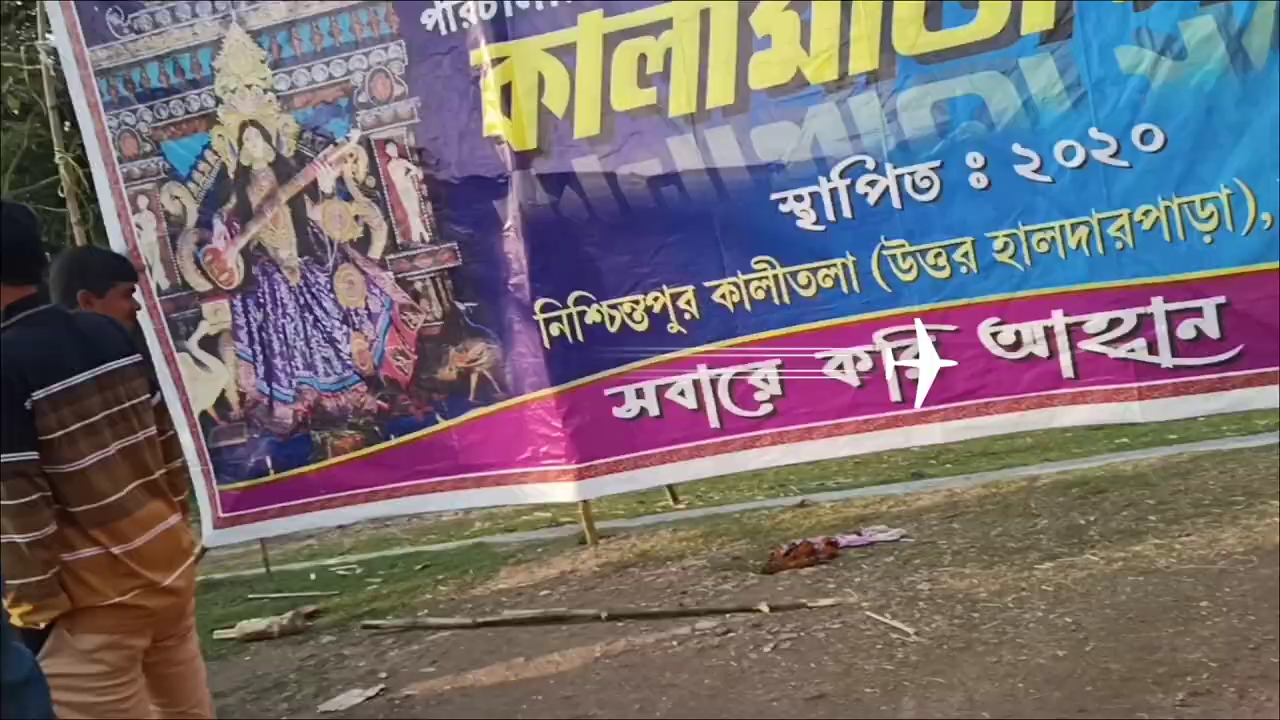 কালীমাতা
স্থাপিত : ২০২০
নিশ্চিন্তপুর কালীতলা (উত্তর হালদারপাড়া),
সবারে করি আহ্বান